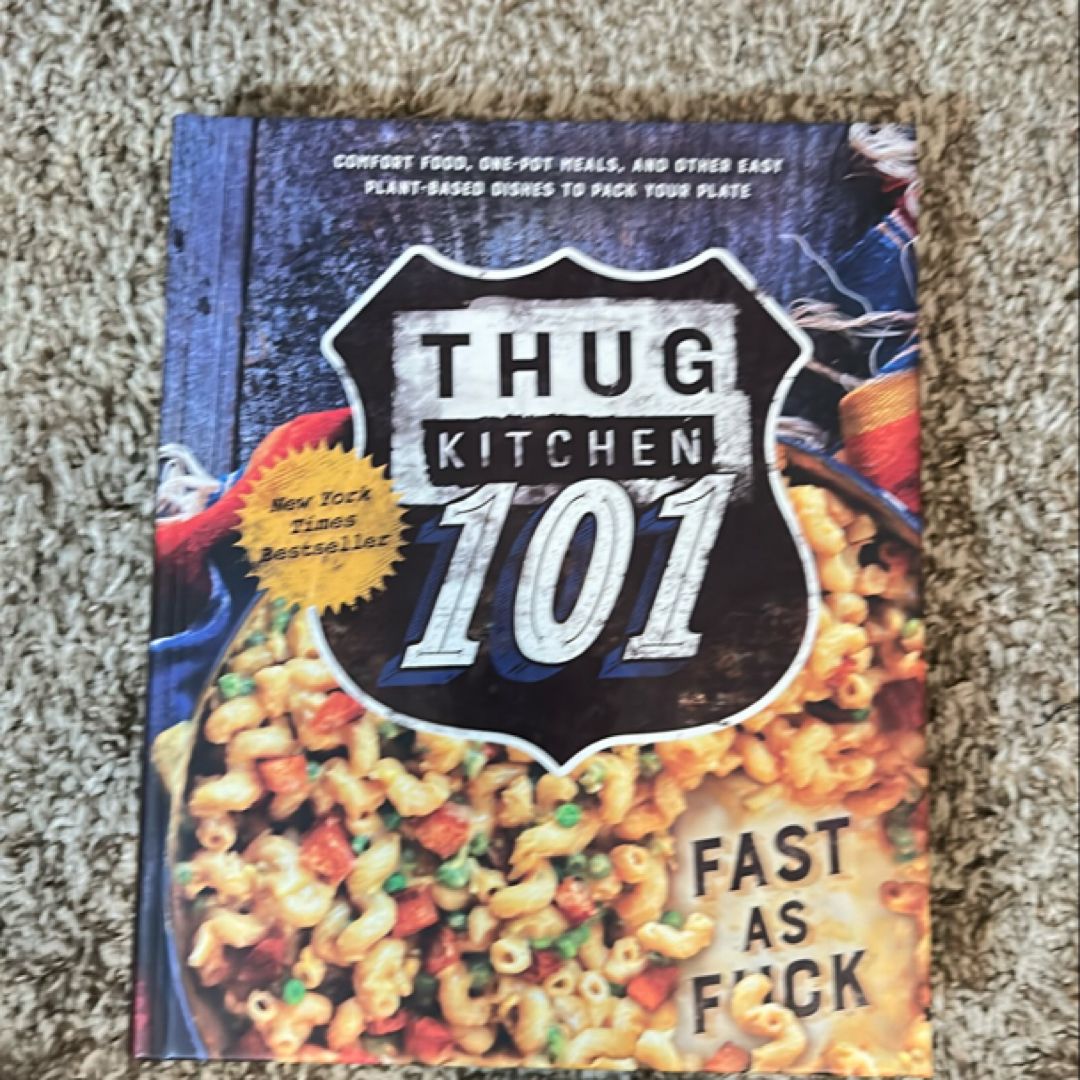 COMFORT FOOD, ONE-POT MEALS, AND OTHER EASY
PLANT-BASED DISHES TO PACK YOUR PLATE
THUG
KITCHEN
101
New York
Times
Bestseller
FAST
AS
FUCK